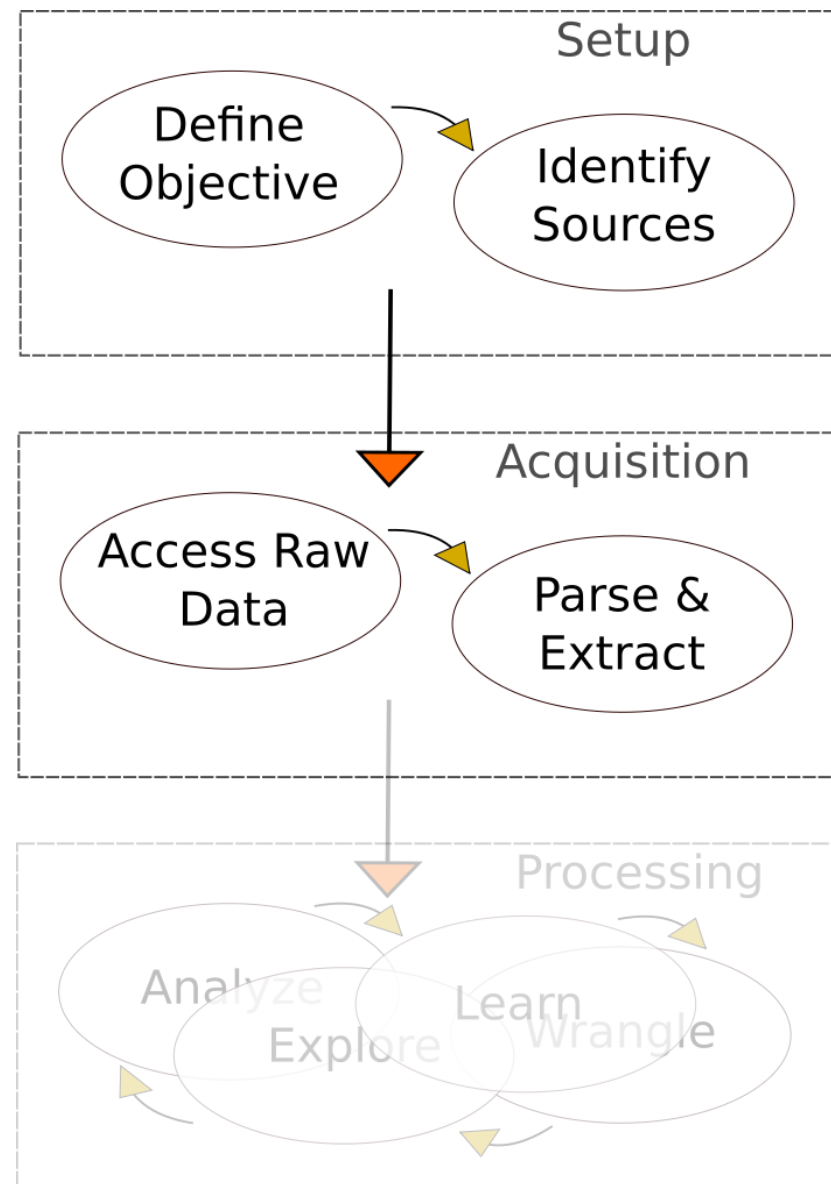 Setup
Define
Objective
Identify
Sources
Acquisition
Access Raw
Data
Parse &
Extract
Processing
Analyze
Learn
Wrangle
Explore